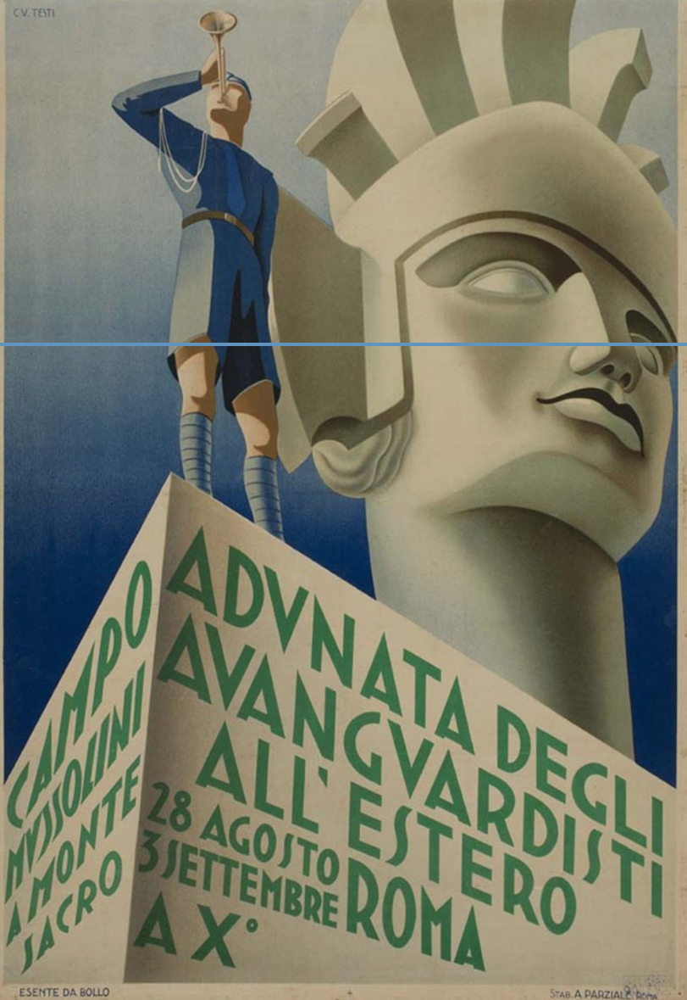 C.V. TESTI
CAMPO
MVSSOLINI
A MONTE
SACRO
ADVNATA DEGLI
AVANGVARDISTI
ALL' ESTERO
28 AGOSTO
3 SETTEMBRE
ROMA
A X°
ESENTE DA BOLLO
STAB. A. PARZIALE ROMA